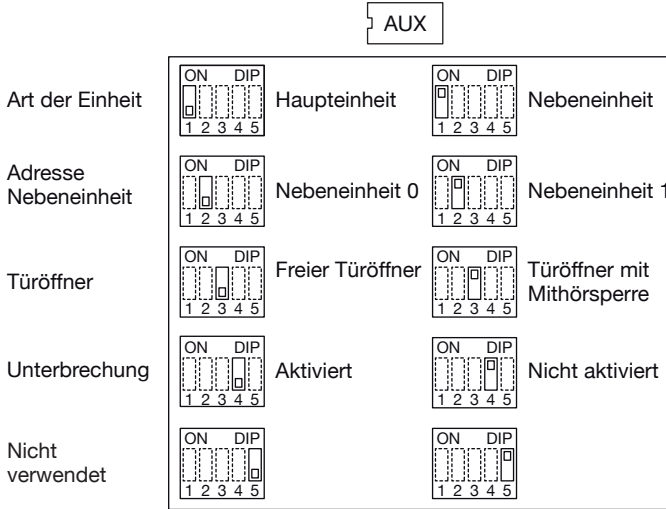 AUX
Art der Einheit
ON DIP
1 2 3 4 5
Haupteinheit
ON DIP
1 2 3 4 5
Nebeneinheit
Adresse
Nebeneinheit
ON DIP
1 2 3 4 5
Nebeneinheit 0
ON DIP
1 2 3 4 5
Nebeneinheit 1
Türöffner
ON DIP
1 2 3 4 5
Freier Türöffner
ON DIP
1 2 3 4 5
Türöffner mit
Mithörsperre
Unterbrechung
ON DIP
1 2 3 4 5
Aktiviert
ON DIP
1 2 3 4 5
Nicht aktiviert
Nicht
verwendet
ON DIP
1 2 3 4 5
ON DIP
1 2 3 4 5